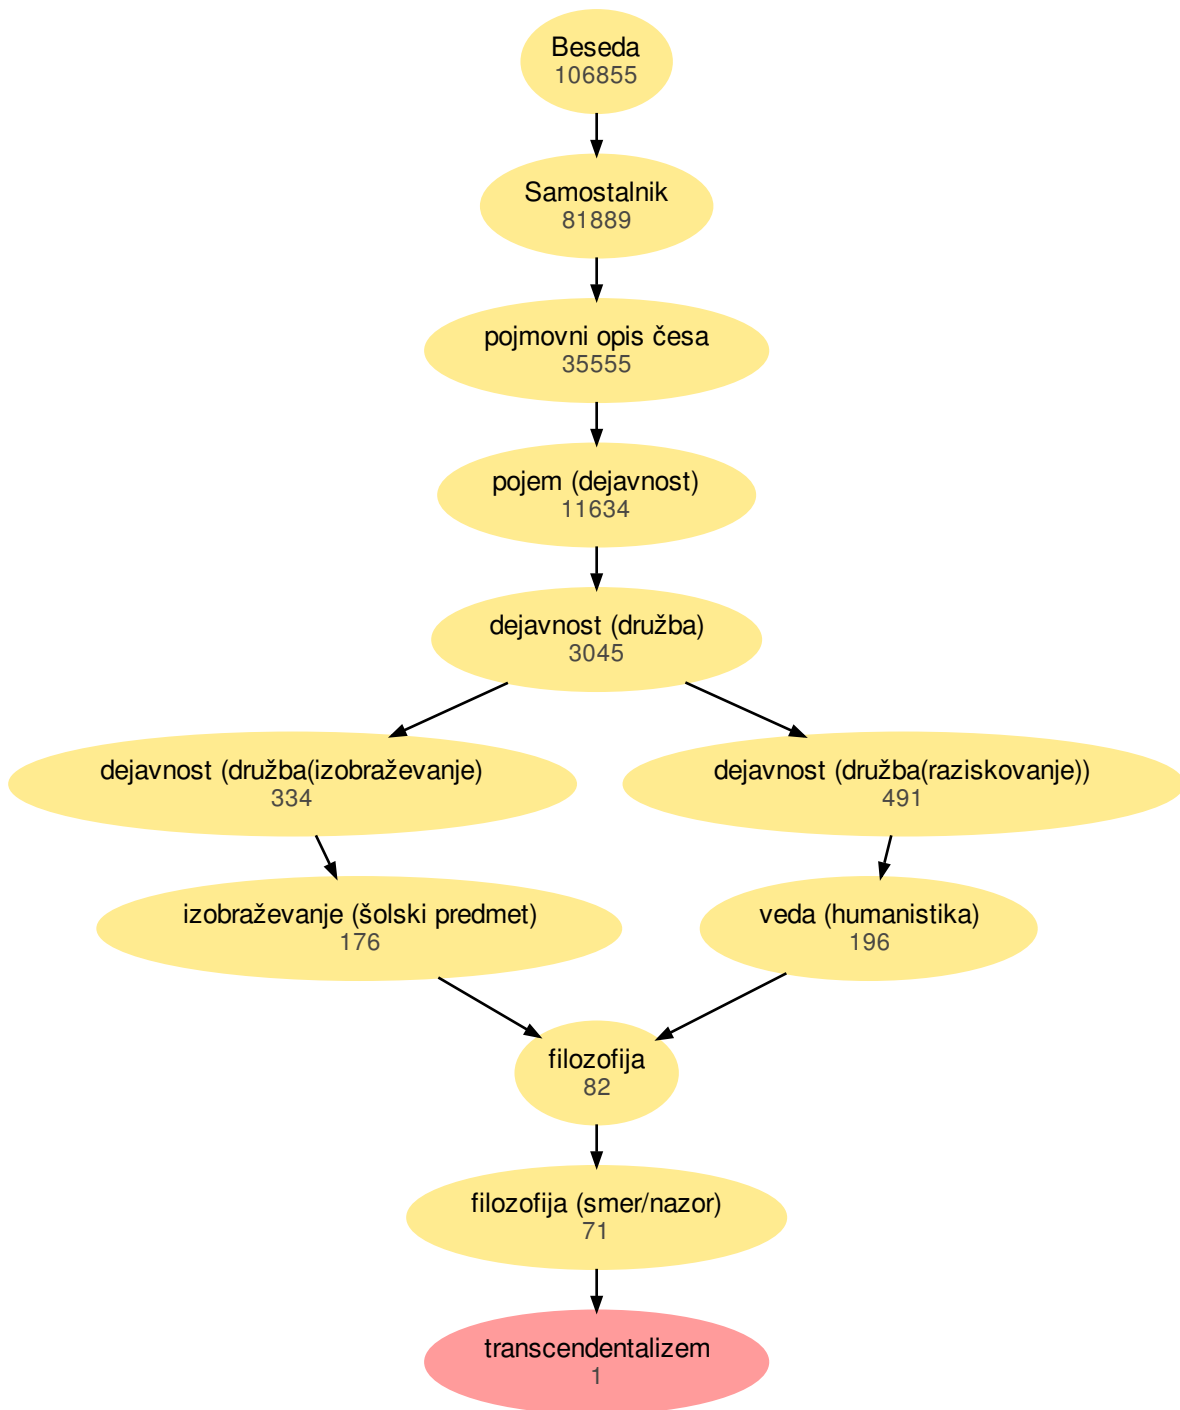 Beseda
106855
Samostalnik
81889
pojmovni opis česa
35555
pojem (dejavnost)
11634
dejavnost (družba)
3045
dejavnost (družba(izobraževanje)
334
dejavnost (družba(raziskovanje))
491
izobraževanje (šolski predmet)
176
veda (humanistika)
196
filozofija
82
filozofija (smer/nazor)
71
transcendentalizem
1